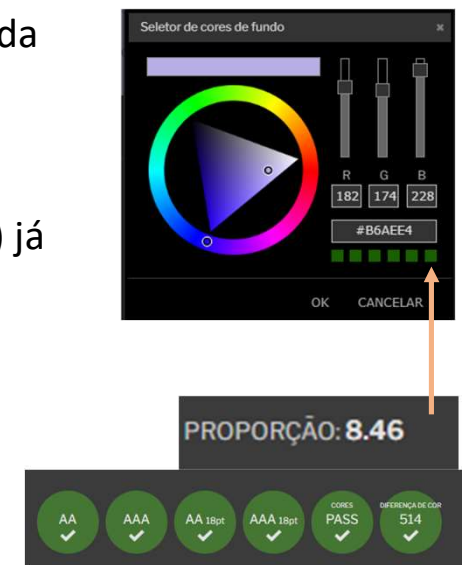 da
) já
Seletor de cores de fundo ×
R G B
182 174 228
#B6AEE4
OK CANCELAR
PROPORÇÃO: 8.46
AA
AAA
AA 18pt
AAA 18pt
CORES
PASS
DIFERENÇA DE COR
514